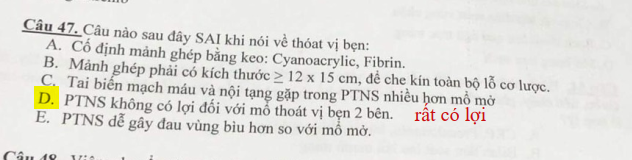 Câu 47. Câu nào sau đây SAI khi nói về thóat vị bẹn:
A. Cố định mảnh ghép bằng keo: Cyanoacrylic, Fibrin.
B. Mảnh ghép phải có kích thước ≥ 12 x 15 cm, để che kín toàn bộ lỗ cơ lược.
C. Tai biến mạch máu và nội tạng gặp trong PTNS nhiều hơn mổ mở
D. PTNS không có lợi đối với mổ thoát vị bẹn 2 bên. rất có lợi
E. PTNS dễ gây đau vùng bìu hơn so với mổ mở.
Câu 48